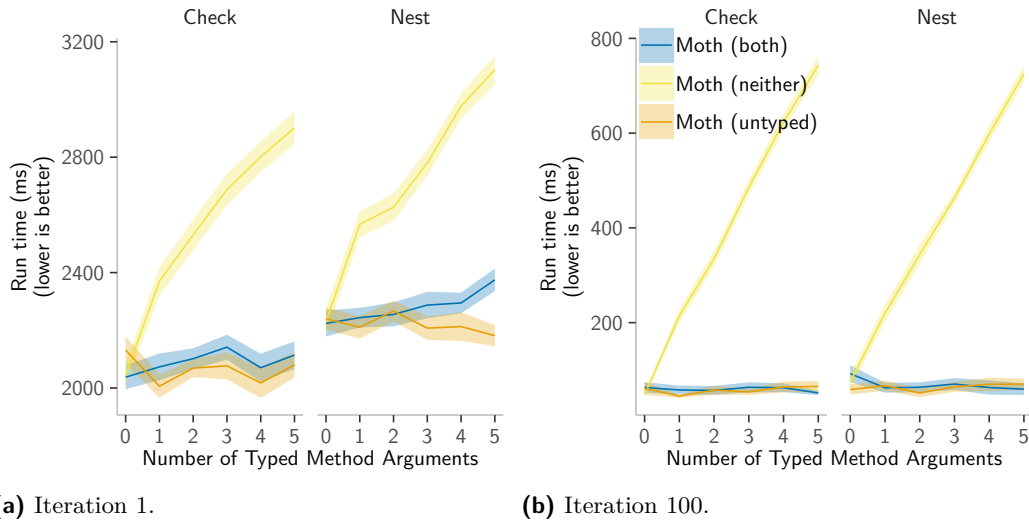 Check Nest
3200
2800
2400
2000
Run time (ms)
(lower is better)
0 1 2 3 4 5 0 1 2 3 4 5
Number of Typed Method Arguments
(a) Iteration 1.
Check Nest
Moth (both)
Moth (neither)
Moth (untyped)
800
600
400
200
Run time (ms)
(lower is better)
0 1 2 3 4 5 0 1 2 3 4 5
Number of Typed Method Arguments
(b) Iteration 100.